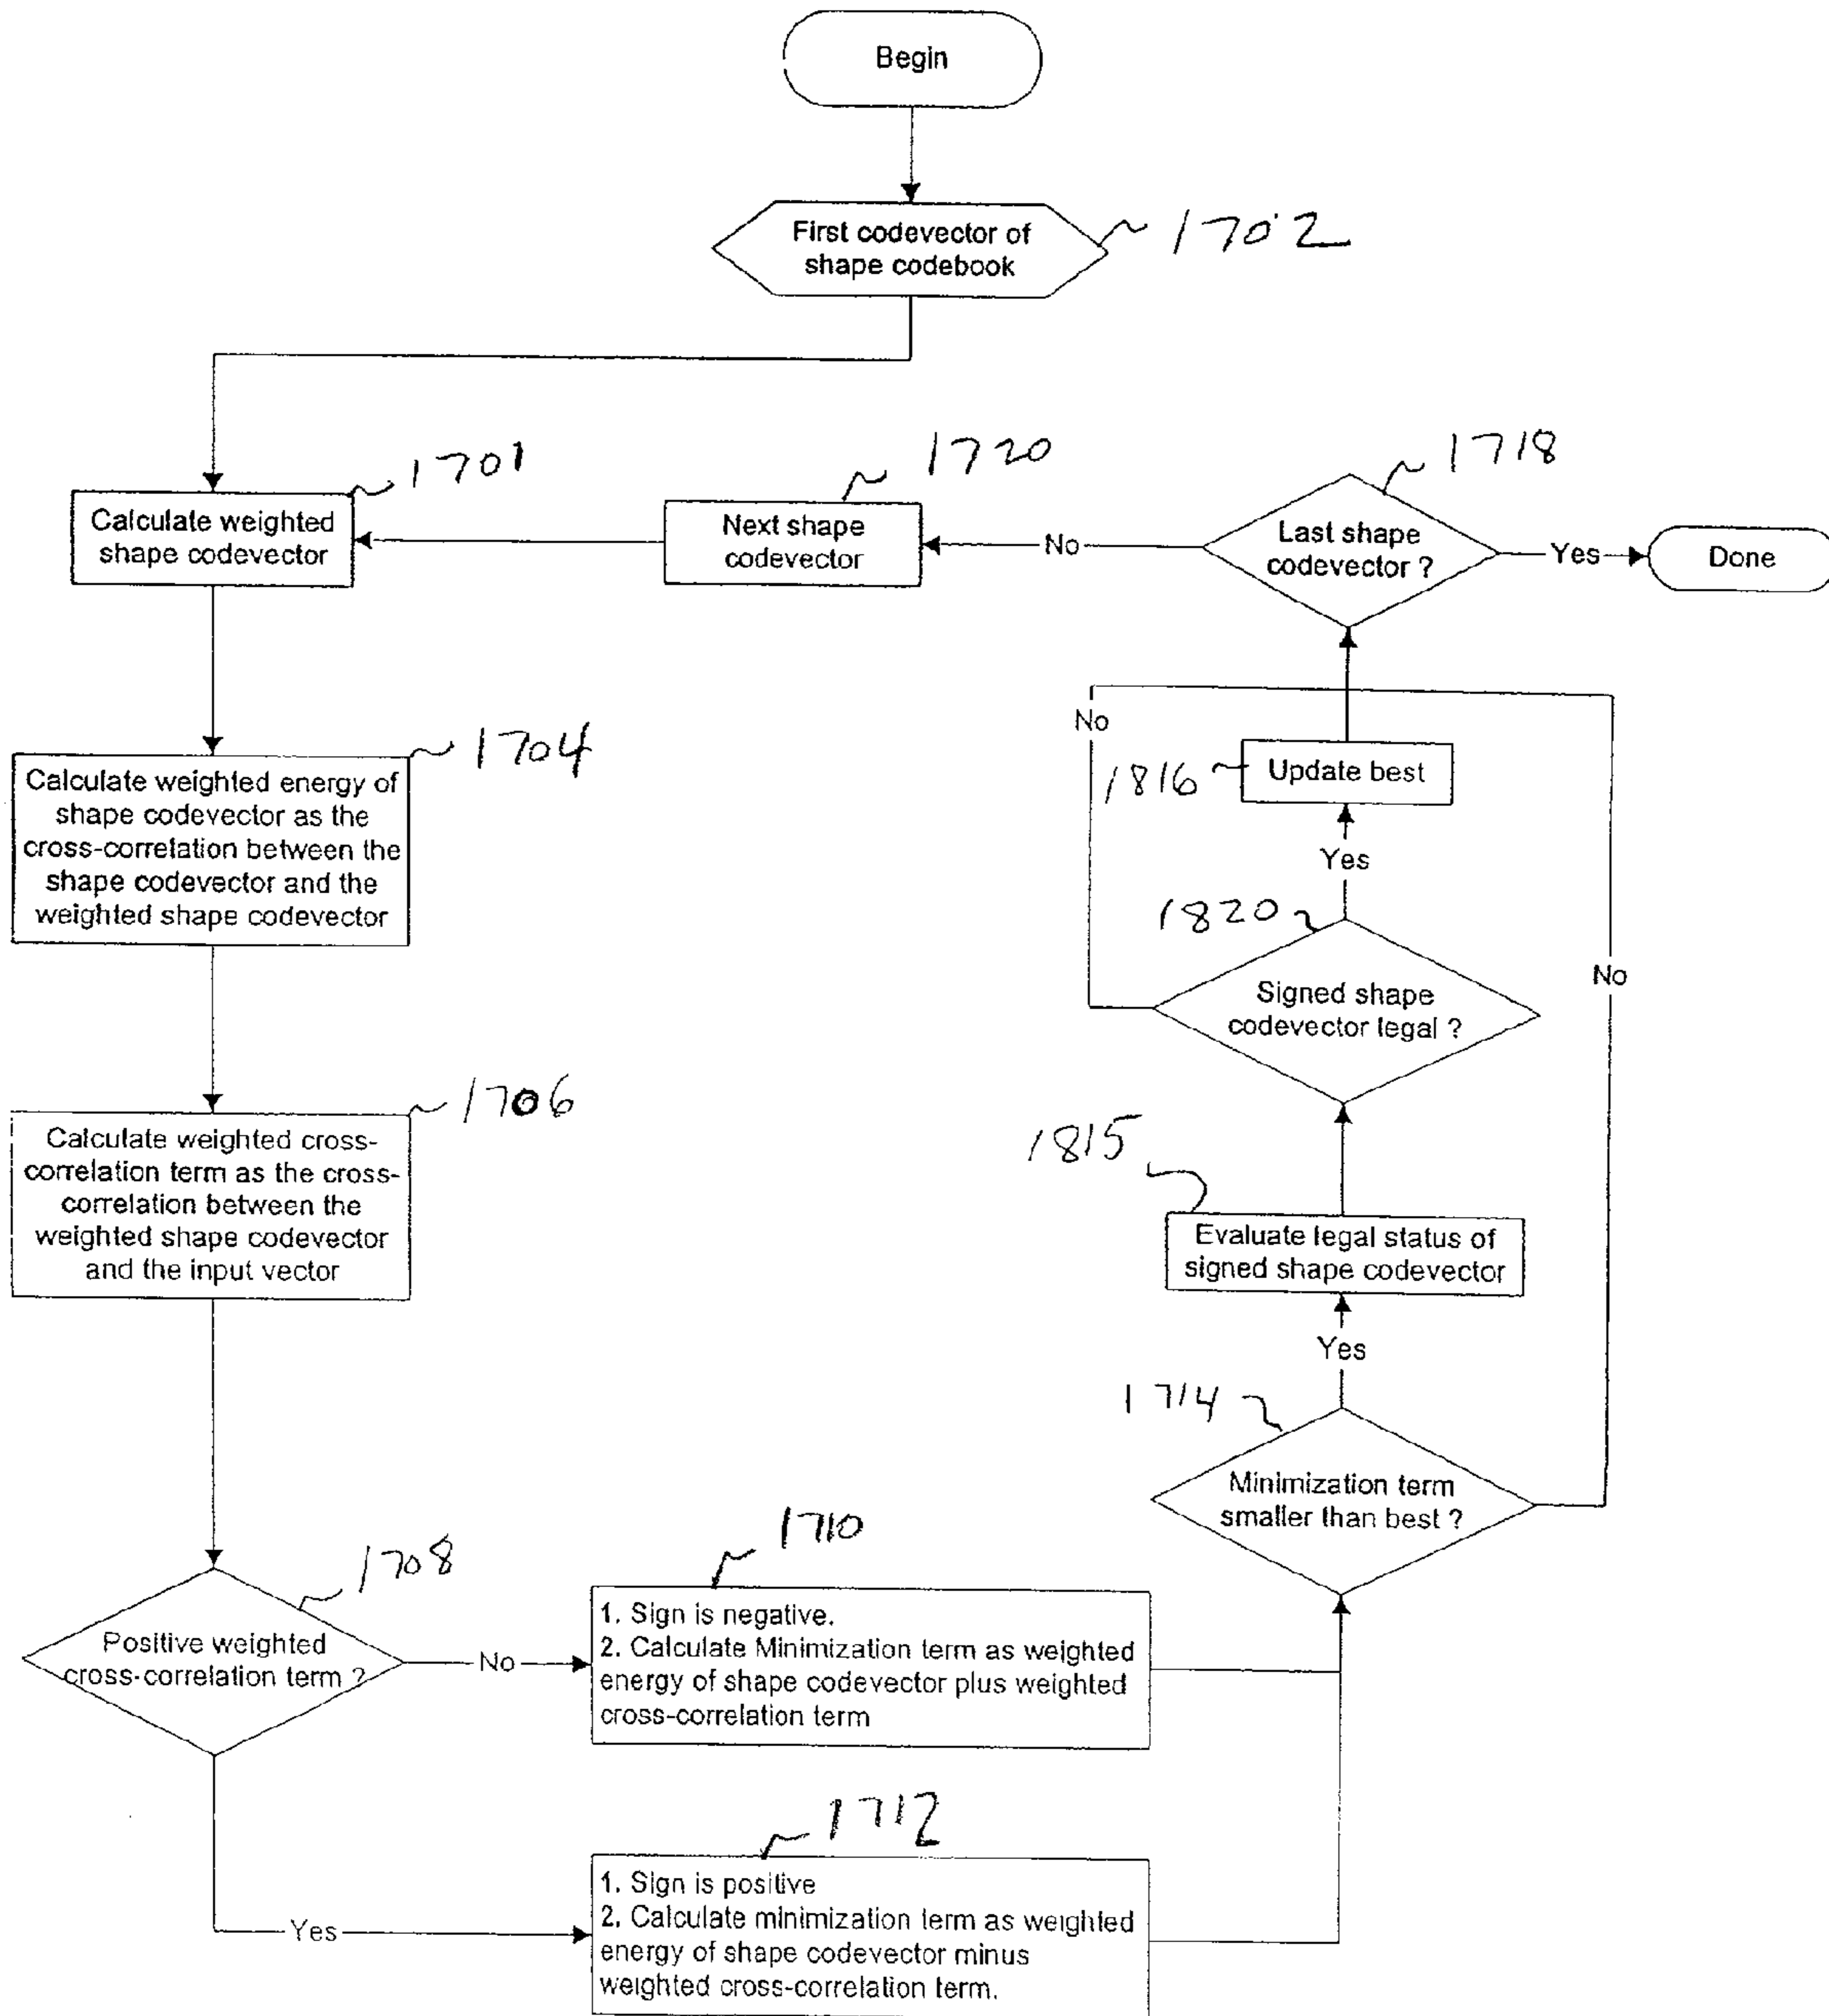 Begin
First codevector of
shape codebook
1702
1701
Calculate weighted
shape codevector
1720
Next shape
codevector
No
1718
Last shape
codevector ?
Yes
Done
1704
Calculate weighted energy of
shape codevector as the
cross-correlation between the
shape codevector and the
weighted shape codevector
No
1816
Update best
Yes
1820
Signed shape
codevector legal ?
No
1706
Calculate weighted cross-
correlation term as the cross-
correlation between the
weighted shape codevector
and the input vector
1815
Evaluate legal status of
signed shape codevector
Yes
1714
Minimization term
smaller than best ?
1708
Positive weighted
cross-correlation term ?
No
1710
1. Sign is negative.
2. Calculate Minimization term as weighted
energy of shape codevector plus weighted
cross-correlation term
Yes
1712
1. Sign is positive
2. Calculate minimization term as weighted
energy of shape codevector minus
weighted cross-correlation term.